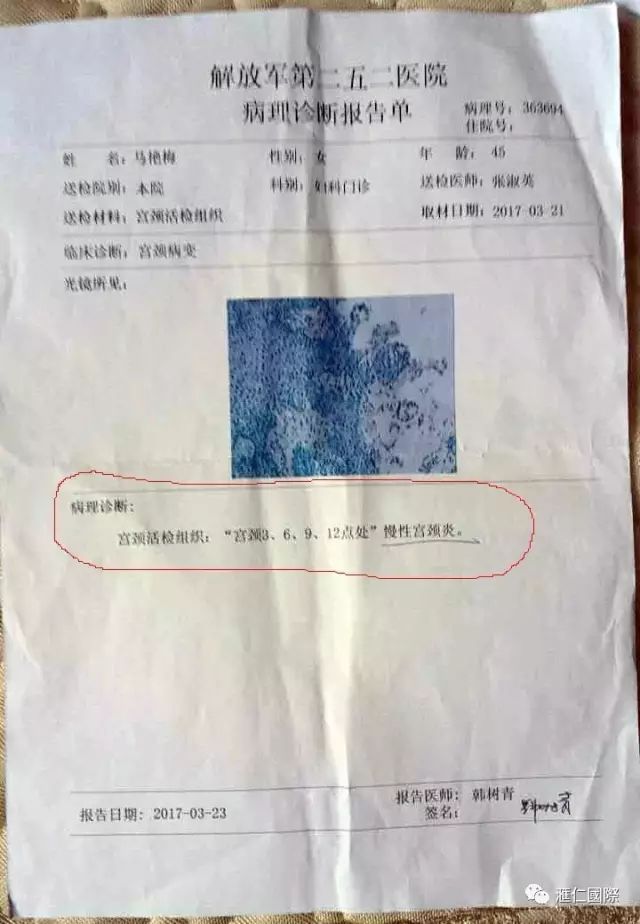 解放军第二五二医院
病理诊断报告单
病理号：363694
住院号：
姓 名：马艳梅 性别：女 年 龄：45
送检院别：本院 科别：妇科门诊 送检医师：张淑英
送检材料：宫颈活检组织 取材日期：2017-03-21
临床诊断：宫颈病变
光镜所见：
病理诊断：
宫颈活检组织：“宫颈3、6、9、12点处”慢性宫颈炎。
报告日期：2017-03-23
报告医师：韩树青
签名：韩树青
滙仁國際